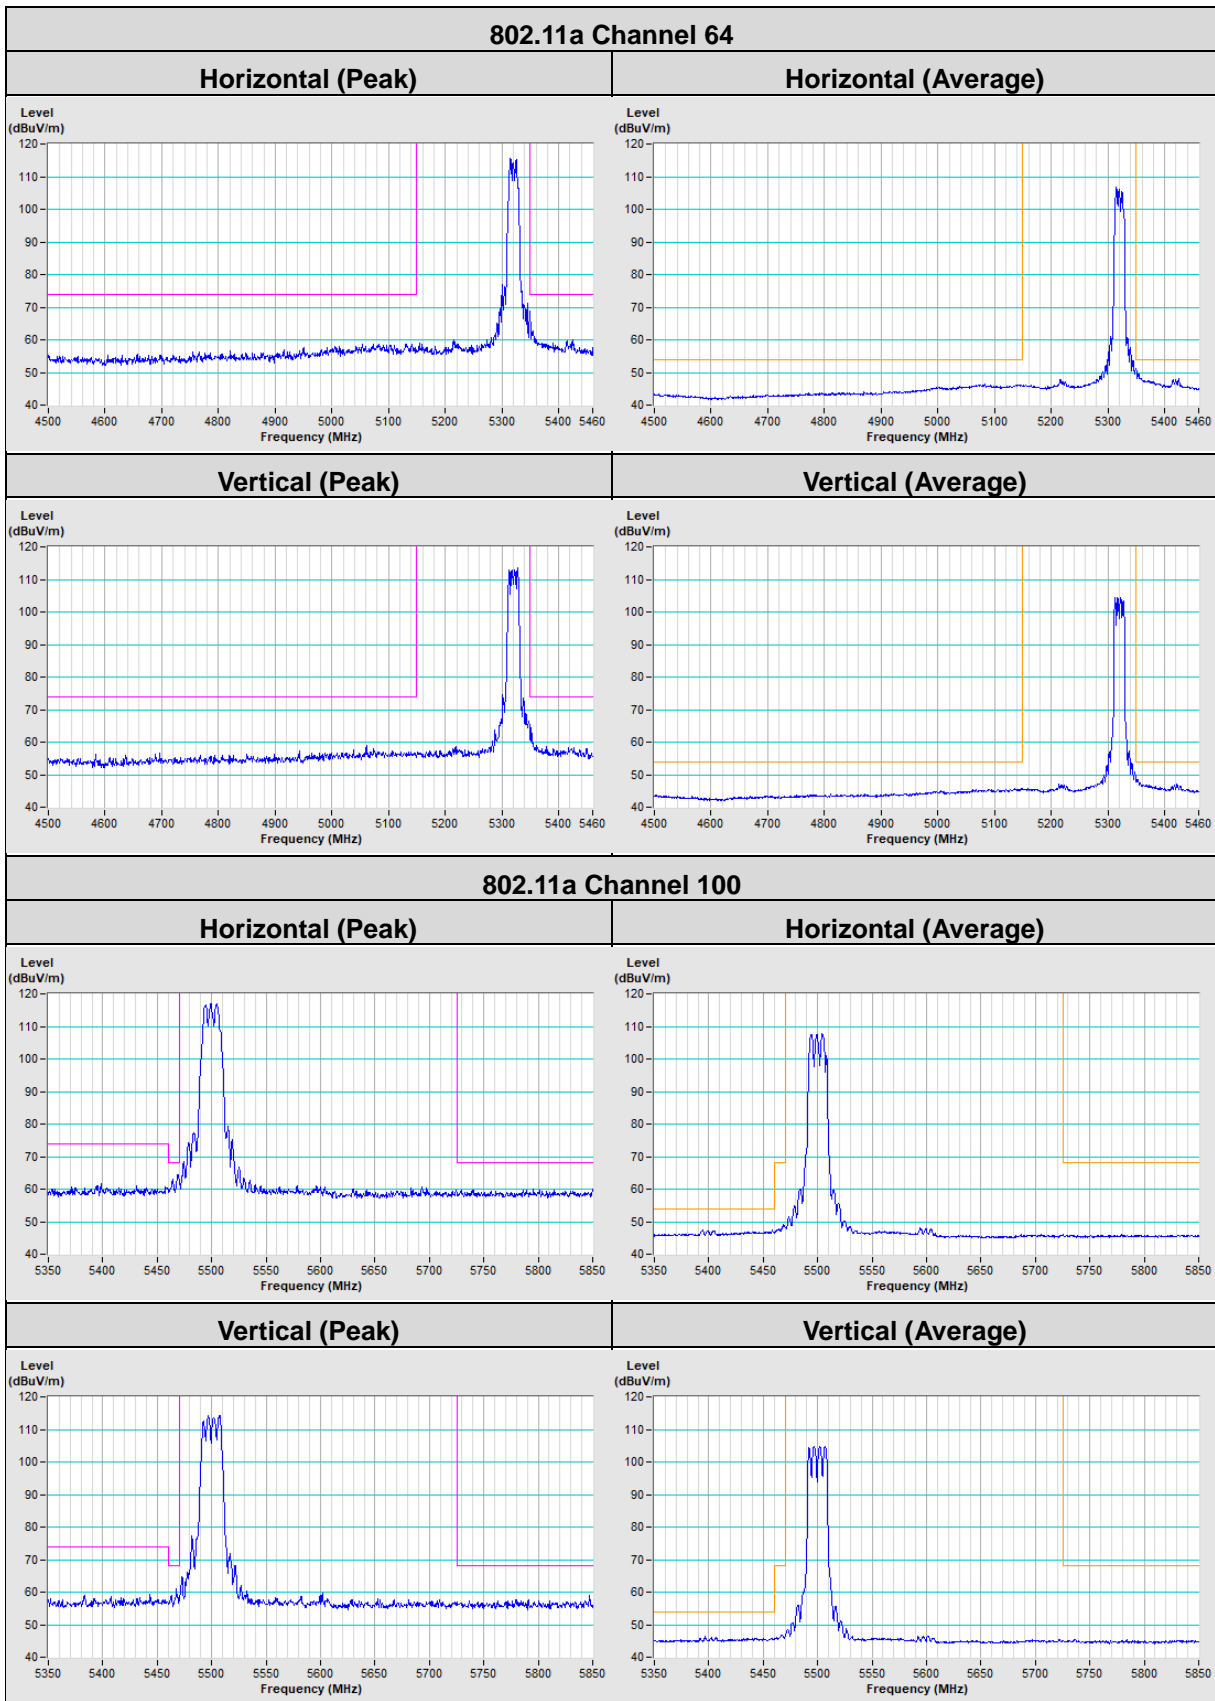 802.11a Channel 64
Horizontal (Peak)
Horizontal (Average)
Level
(dBuV/m)
120
110
100
90
80
70
60
50
40
4500 4600 4700 4800 4900 5000 5100 5200 5300 5400 5460
Frequency (MHz)
Level
(dBuV/m)
120
110
100
90
80
70
60
50
40
4500 4600 4700 4800 4900 5000 5100 5200 5300 5400 5460
Frequency (MHz)
Vertical (Peak)
Vertical (Average)
Level
(dBuV/m)
120
110
100
90
80
70
60
50
40
4500 4600 4700 4800 4900 5000 5100 5200 5300 5400 5460
Frequency (MHz)
Level
(dBuV/m)
120
110
100
90
80
70
60
50
40
4500 4600 4700 4800 4900 5000 5100 5200 5300 5400 5460
Frequency (MHz)
802.11a Channel 100
Horizontal (Peak)
Horizontal (Average)
Level
(dBuV/m)
120
110
100
90
80
70
60
50
40
5350 5400 5450 5500 5550 5600 5650 5700 5750 5800 5850
Frequency (MHz)
Level
(dBuV/m)
120
110
100
90
80
70
60
50
40
5350 5400 5450 5500 5550 5600 5650 5700 5750 5800 5850
Frequency (MHz)
Vertical (Peak)
Vertical (Average)
Level
(dBuV/m)
120
110
100
90
80
70
60
50
40
5350 5400 5450 5500 5550 5600 5650 5700 5750 5800 5850
Frequency (MHz)
Level
(dBuV/m)
120
110
100
90
80
70
60
50
40
5350 5400 5450 5500 5550 5600 5650 5700 5750 5800 5850
Frequency (MHz)